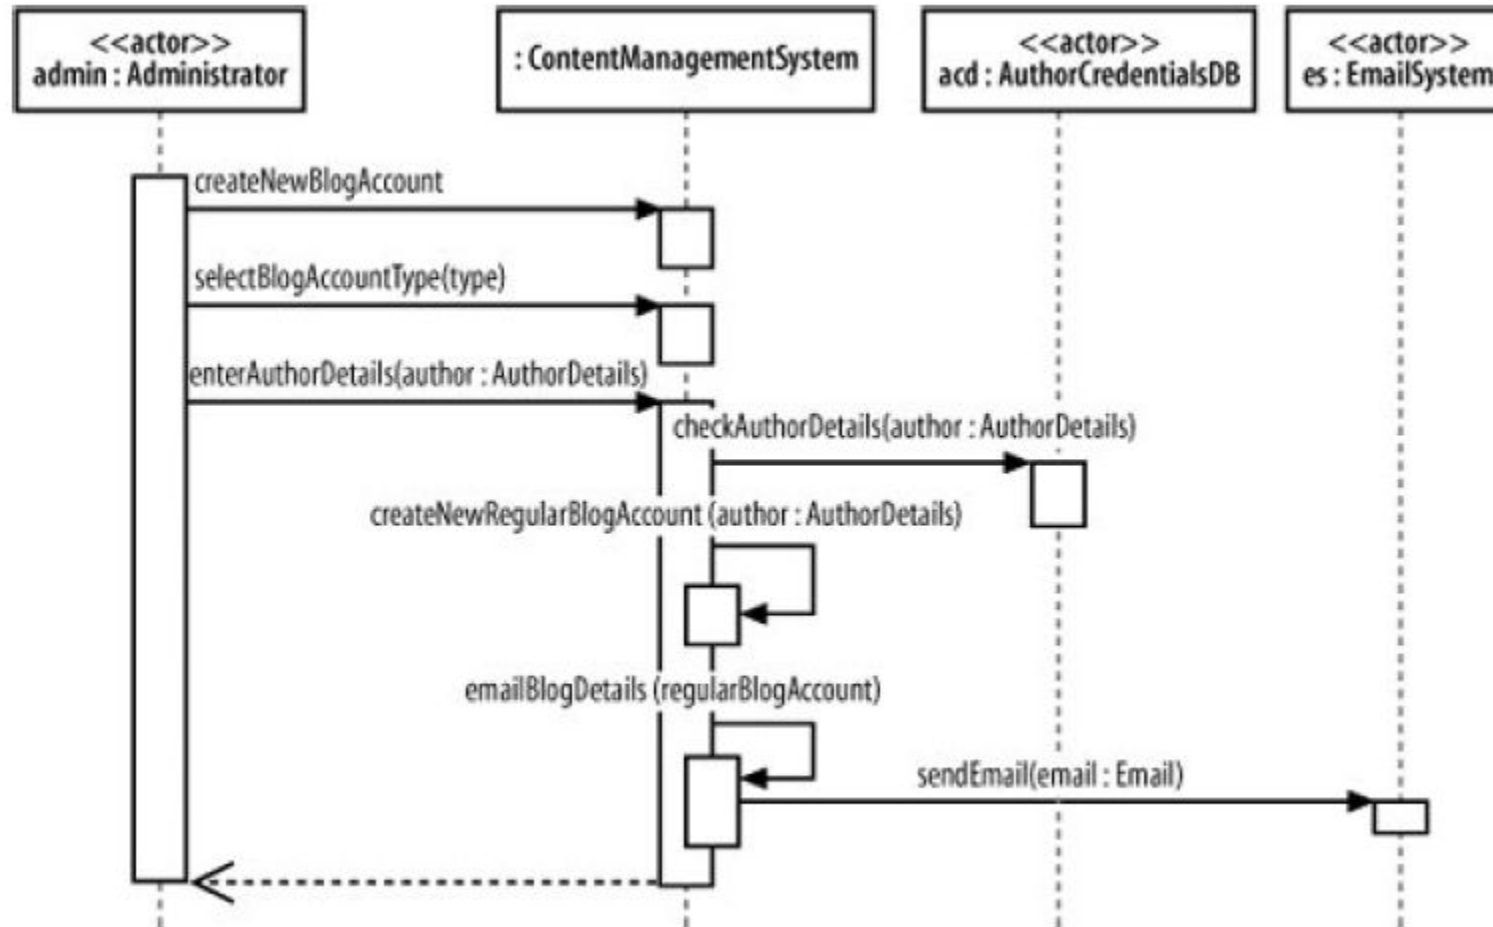 <<actor>>
admin : Administrator
: ContentManagementSystem
<<actor>>
acd : AuthorCredentialsDB
<<actor>>
es : EmailSystem
createNewBlogAccount
selectBlogAccountType(type)
enterAuthorDetails(author : AuthorDetails)
checkAuthorDetails(author : AuthorDetails)
createNewRegularBlogAccount (author : AuthorDetails)
emailBlogDetails (regularBlogAccount)
sendEmail(email : Email)